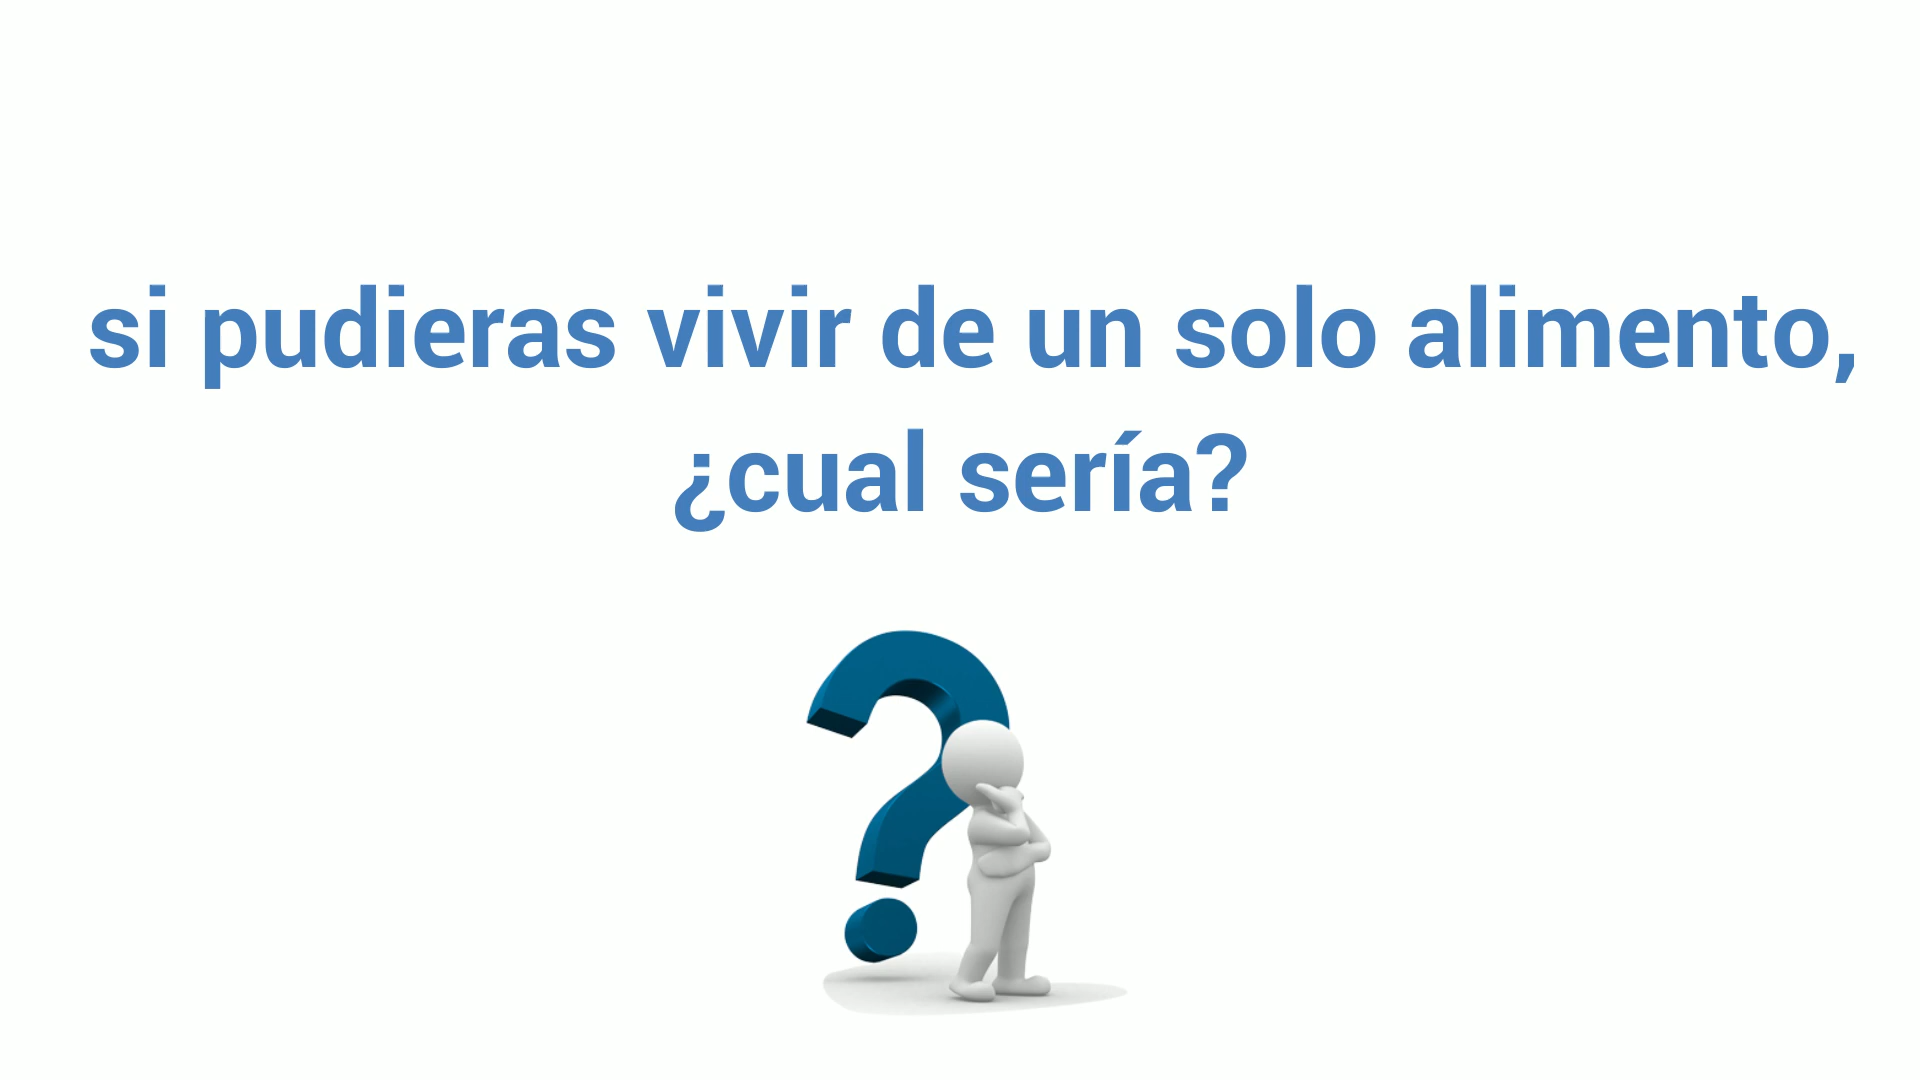 si pudieras vivir de un solo alimento,
¿cual sería?